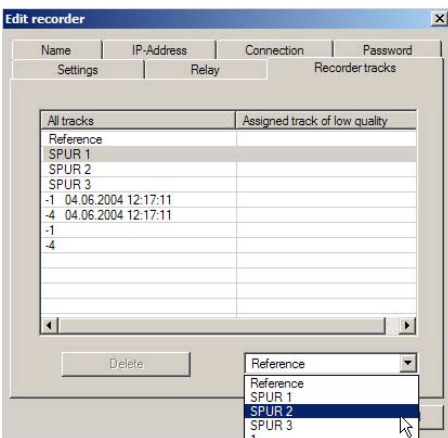 Edit recorder
Name IP-Address Connection Password
Settings Relay Recorder tracks
All tracks Assigned track of low quality
Reference
SPUR 1
SPUR 2
SPUR 3
-1 04.06.2004 12:17:11
-4 04.06.2004 12:17:11
-1
-4
Delete Reference
Reference
SPUR 1
SPUR 2
SPUR 3